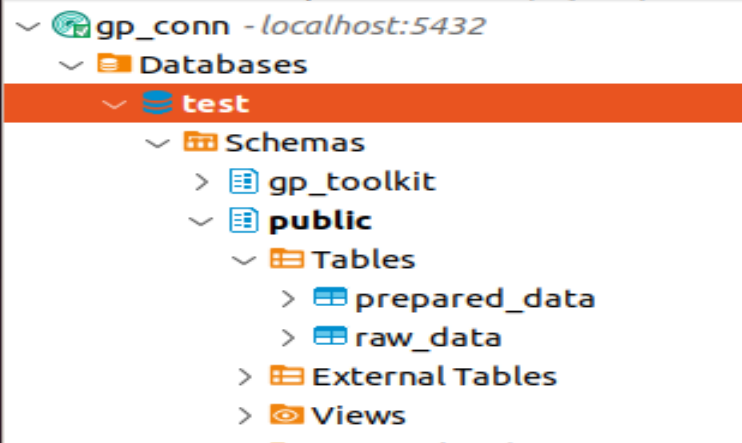 gp_conn - localhost:5432
Databases
test
Schemas
gp_toolkit
public
Tables
prepared_data
raw_data
External Tables
Views